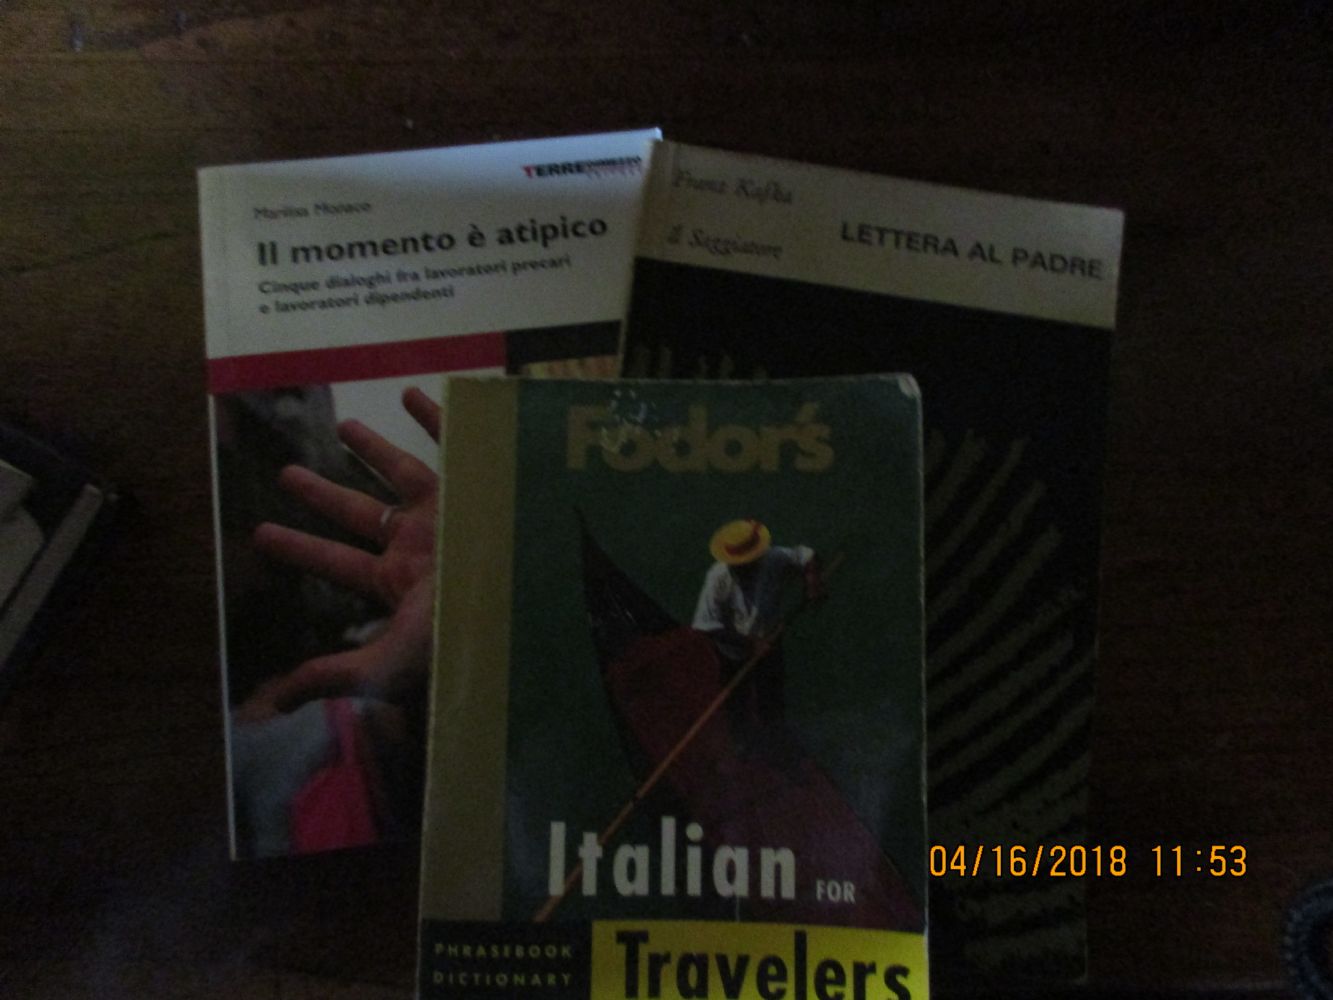 TERRE
Marilisa Monaco
Il momento è atipico
Cinque dialoghi fra lavoratori precari
e lavoratori dipendenti
Franz Kafka
Il Saggiatore
LETTERA AL PADRE
Fodor's
Italian FOR
Travelers
PHRASEBOOK
DICTIONARY
04/16/2018 11:53